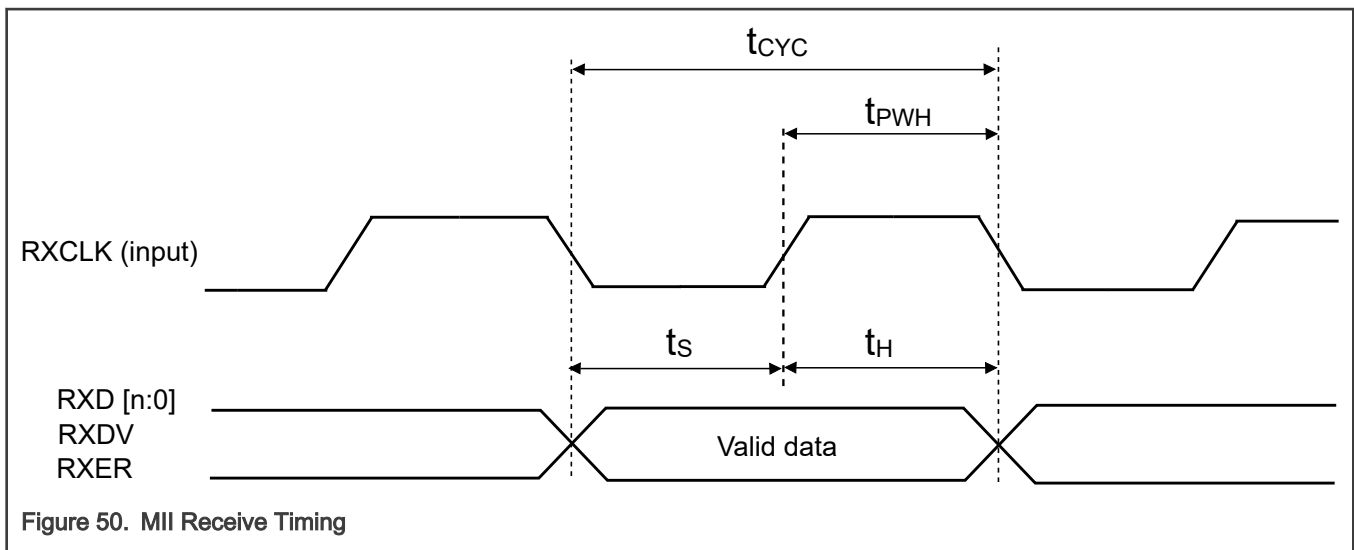 tCYC
tPWH
RXCLK (input)
tS
tH
RXD [n:0]
RXDV
Valid data
RXER
Figure 50. MII Receive Timing